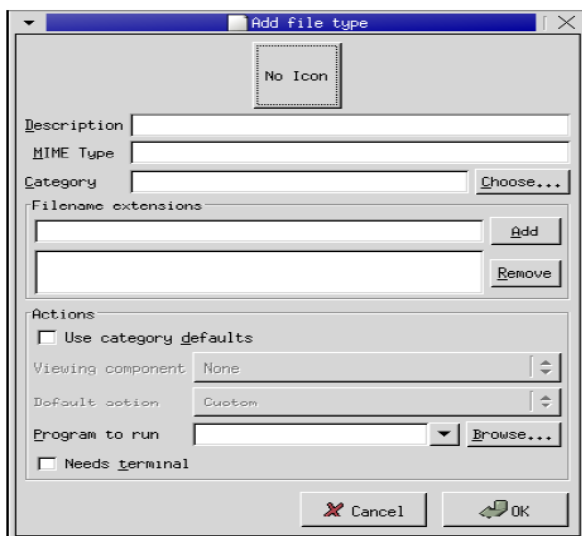 Add file type
No Icon
Description
MIME Type
Category Choose...
Filename extensions
Add
Remove
Actions
Use category defaults
Viewing component None
Default action Custom
Program to run Browse...
Needs terminal
Cancel OK